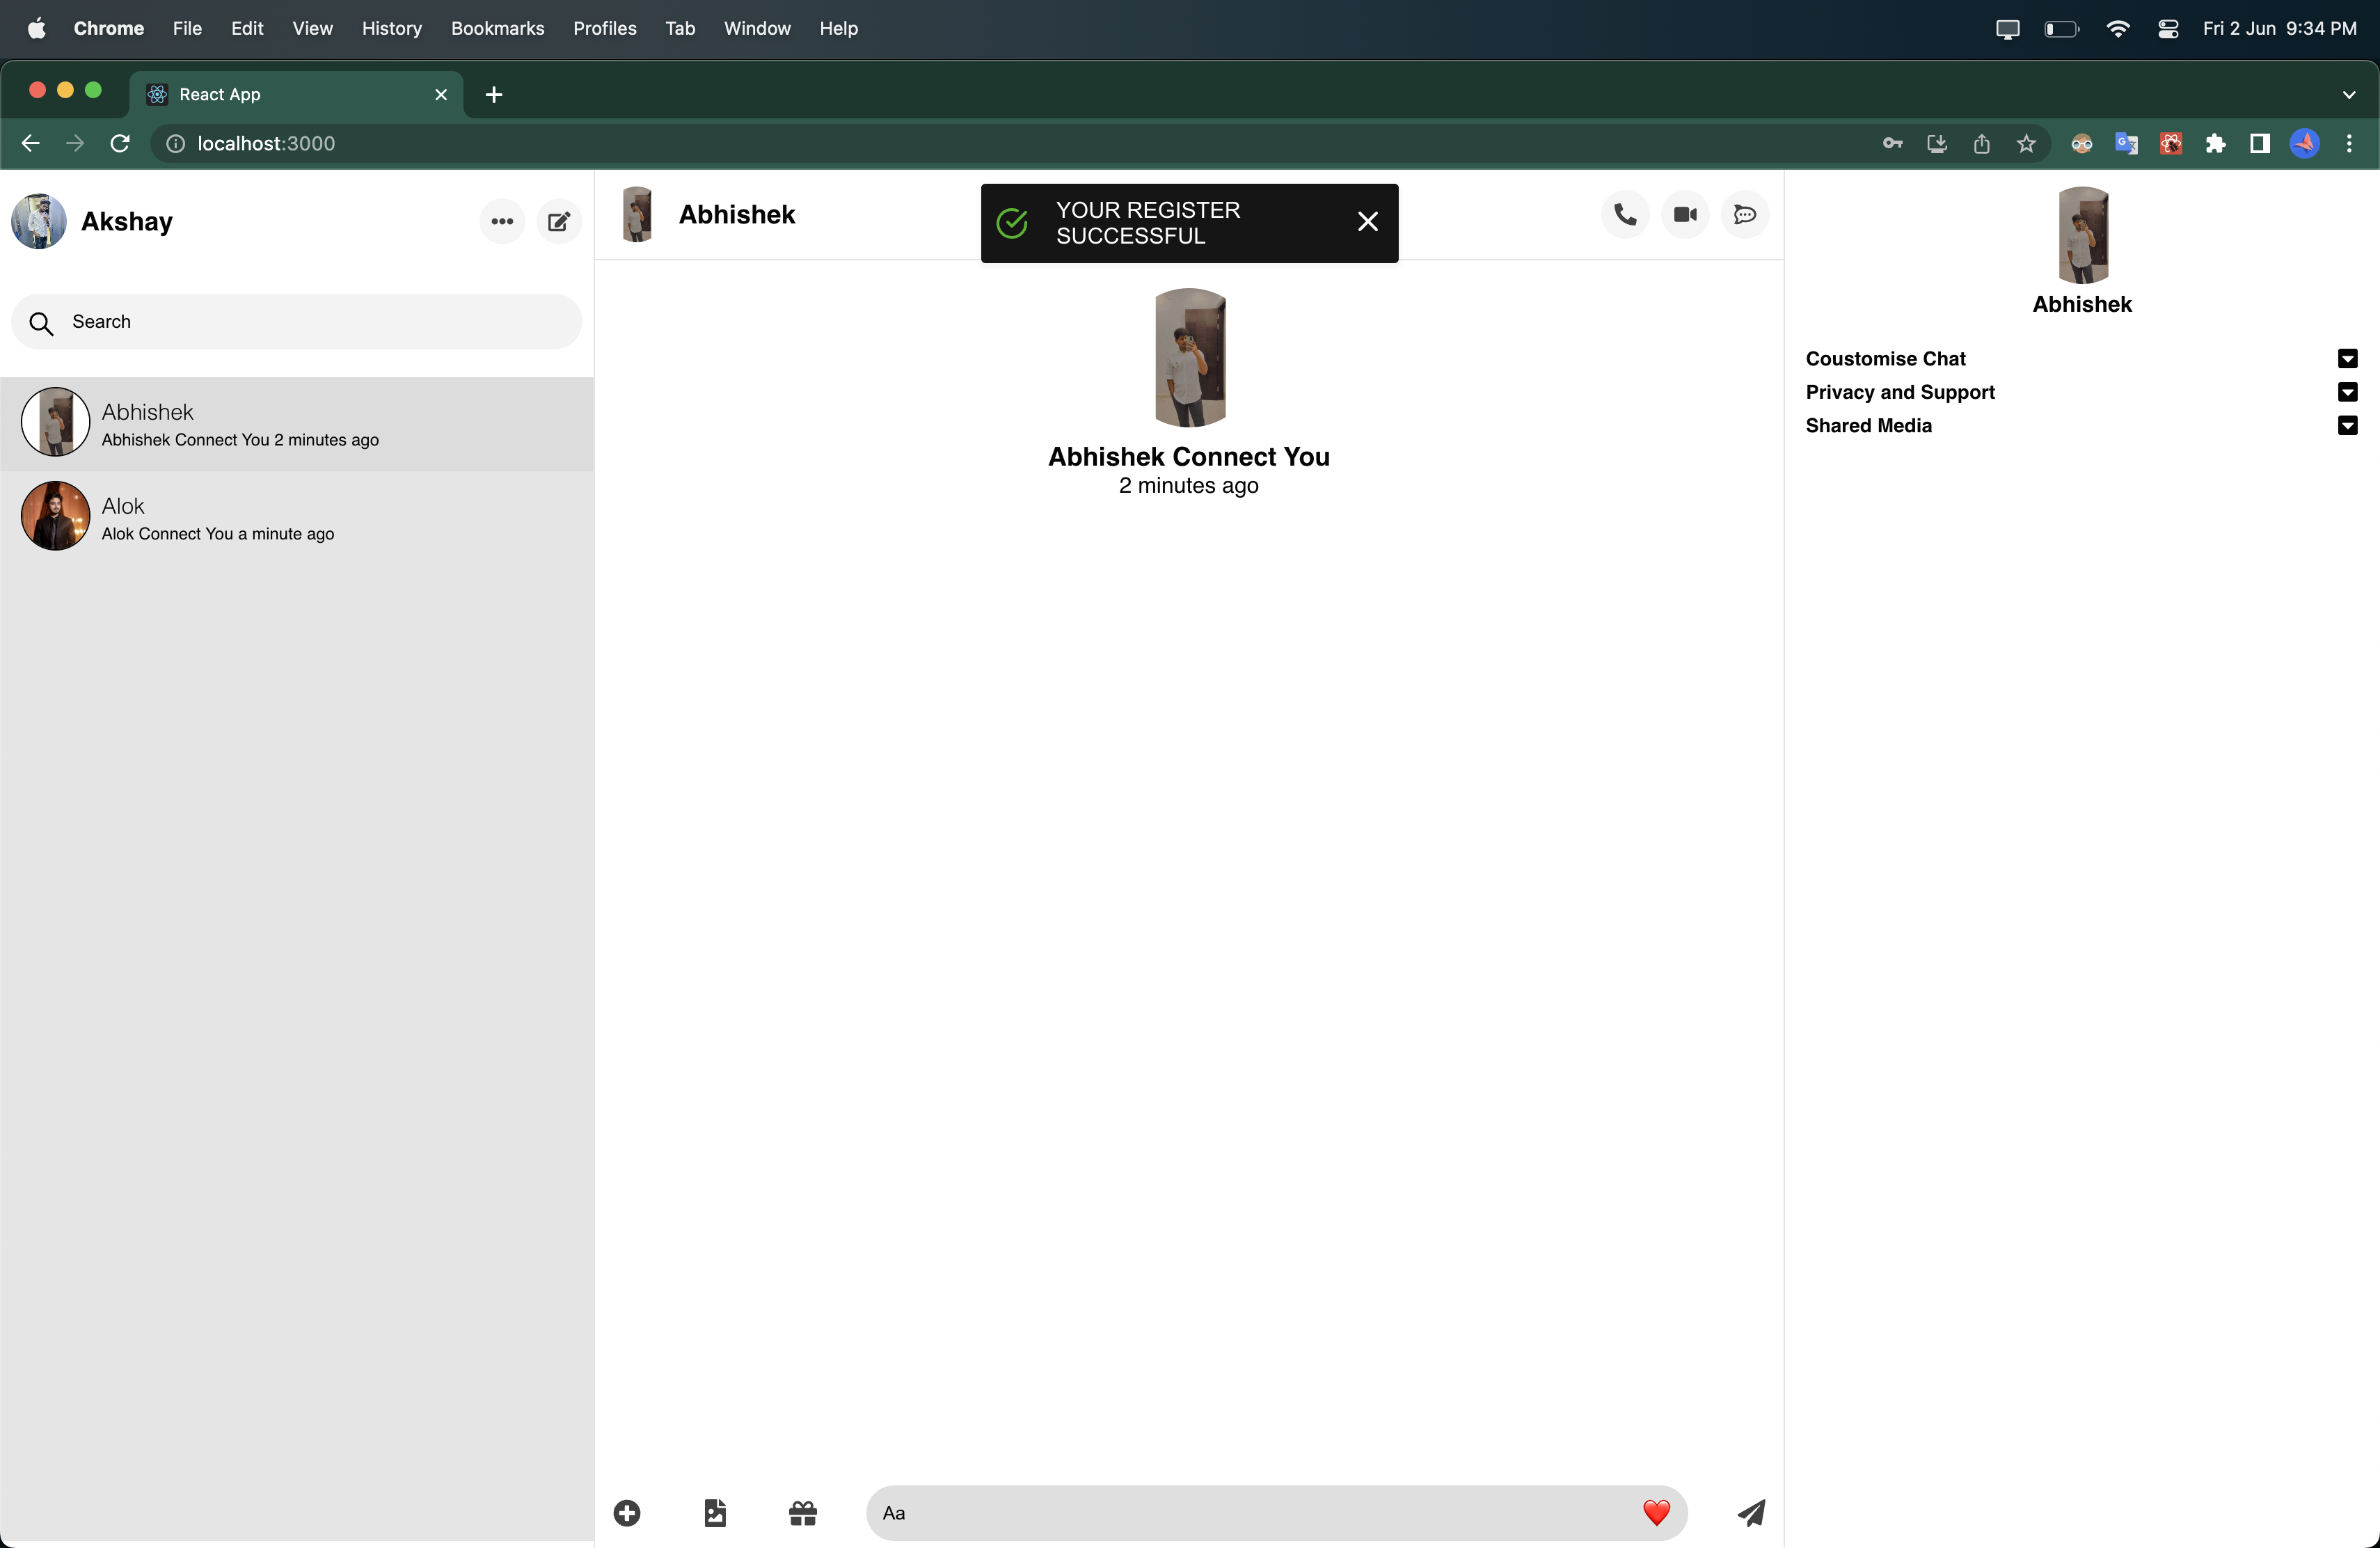 Chrome File Edit View History Bookmarks Profiles Tab Window Help Fri 2 Jun 9:34 PM
React App
localhost:3000
Akshay
Search
Abhishek
Abhishek Connect You 2 minutes ago
Alok
Alok Connect You a minute ago
Abhishek
YOUR REGISTER
SUCCESSFUL
Abhishek Connect You
2 minutes ago
Aa
Abhishek
Coustomise Chat
Privacy and Support
Shared Media